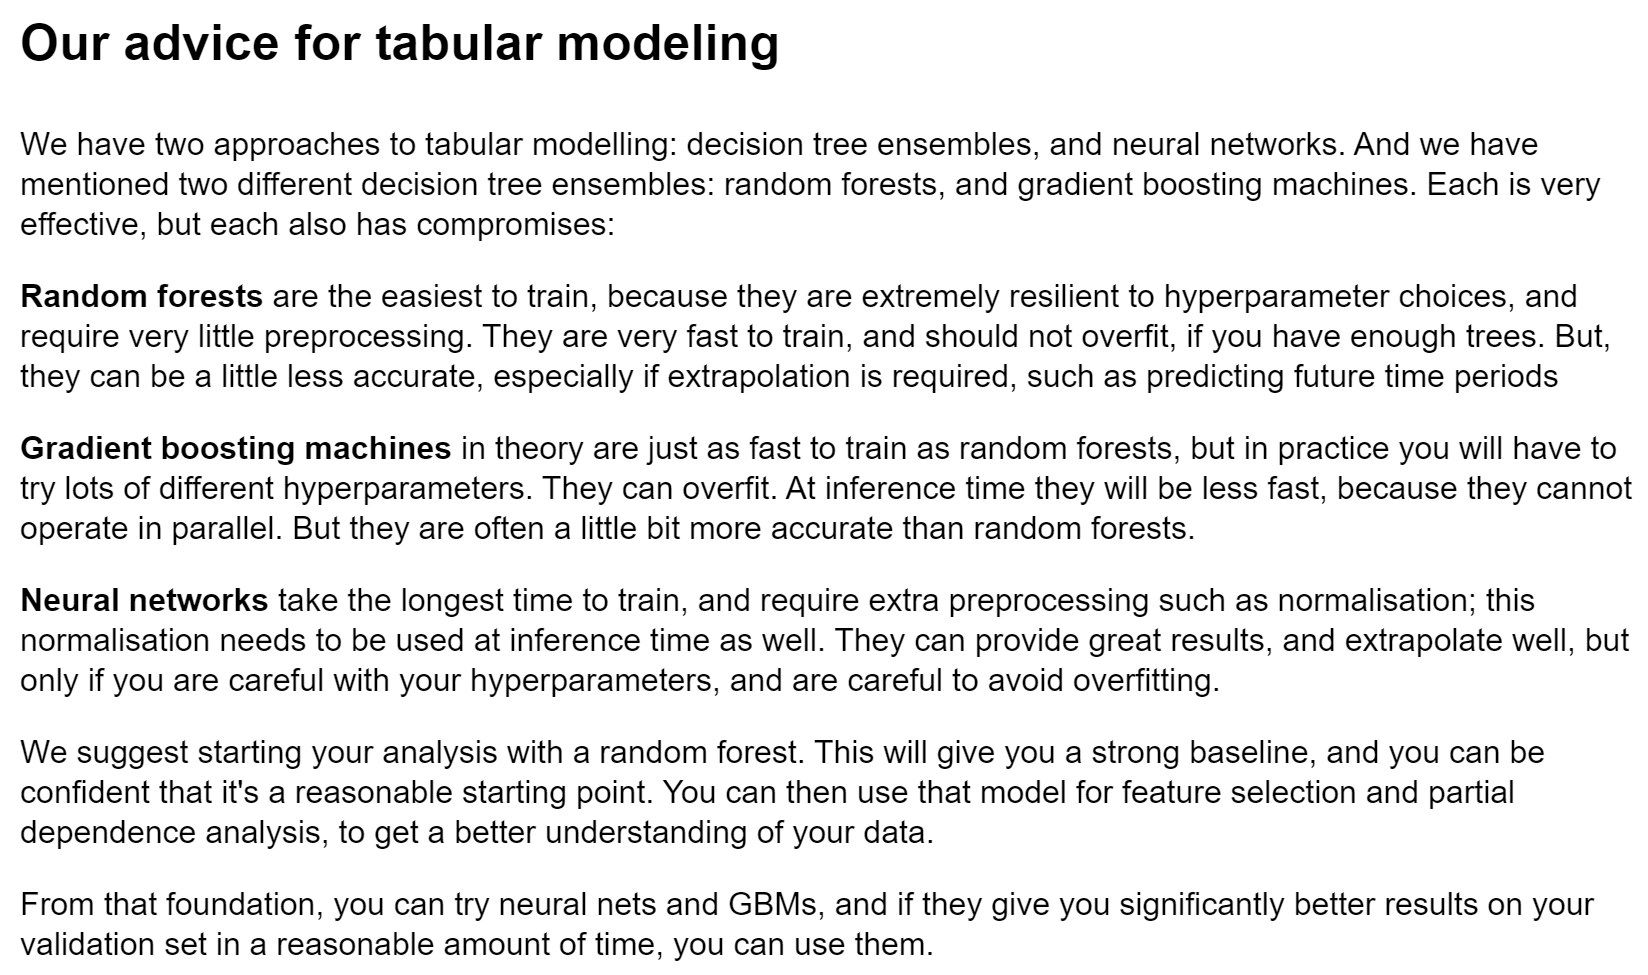 Our advice for tabular modeling
We have two approaches to tabular modelling: decision tree ensembles, and neural networks. And we have
mentioned two different decision tree ensembles: random forests, and gradient boosting machines. Each is very
effective, but each also has compromises:
Random forests are the easiest to train, because they are extremely resilient to hyperparameter choices, and
require very little preprocessing. They are very fast to train, and should not overfit, if you have enough trees. But,
they can be a little less accurate, especially if extrapolation is required, such as predicting future time periods
Gradient boosting machines in theory are just as fast to train as random forests, but in practice you will have to
try lots of different hyperparameters. They can overfit. At inference time they will be less fast, because they cannot
operate in parallel. But they are often a little bit more accurate than random forests.
Neural networks take the longest time to train, and require extra preprocessing such as normalisation; this
normalisation needs to be used at inference time as well. They can provide great results, and extrapolate well, but
only if you are careful with your hyperparameters, and are careful to avoid overfitting.
We suggest starting your analysis with a random forest. This will give you a strong baseline, and you can be
confident that it's a reasonable starting point. You can then use that model for feature selection and partial
dependence analysis, to get a better understanding of your data.
From that foundation, you can try neural nets and GBMs, and if they give you significantly better results on your
validation set in a reasonable amount of time, you can use them.